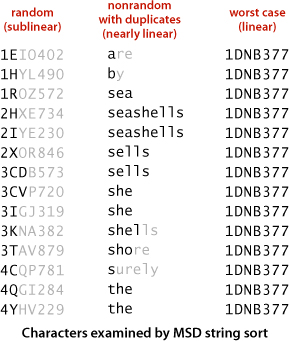 random nonrandom worst case
(sublinear) with duplicates (linear)
(nearly linear)
1EIO402 are 1DNB377
1HYL490 by 1DNB377
1ROZ572 sea 1DNB377
2HXE734 seashells 1DNB377
2IYE230 seashells 1DNB377
2XOR846 sells 1DNB377
3CDB573 sells 1DNB377
3CVP720 she 1DNB377
3IGJ319 she 1DNB377
3KNA382 shells 1DNB377
3TAV879 shore 1DNB377
4CQP781 surely 1DNB377
4QGI284 the 1DNB377
4YHV229 the 1DNB377
Characters examined by MSD string sort